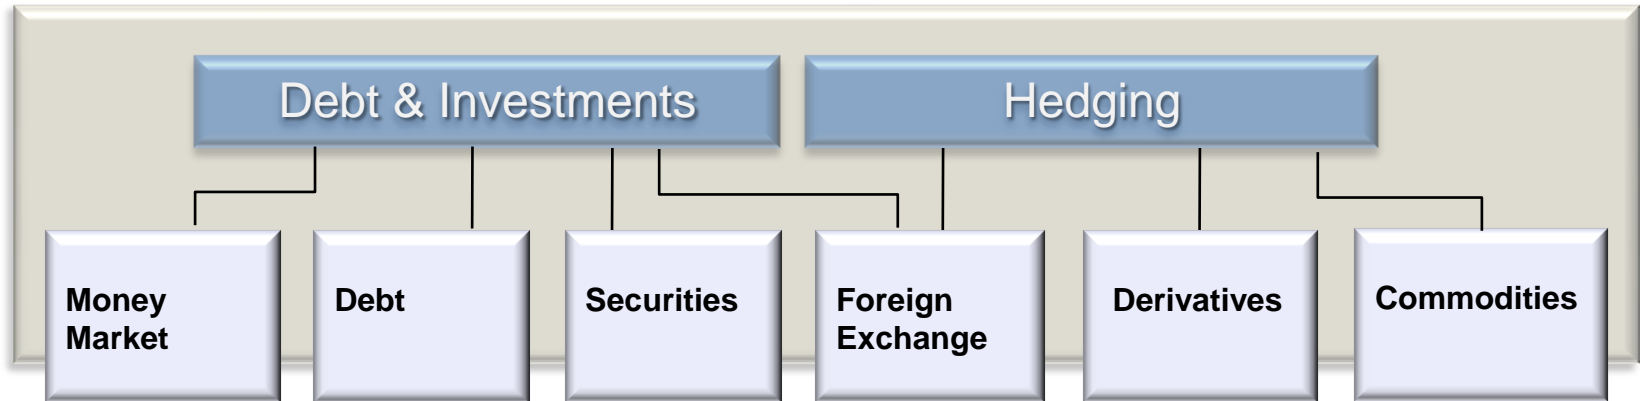 Debt & Investments
Hedging
Money
Market
Debt
Securities
Foreign
Exchange
Derivatives
Commodities